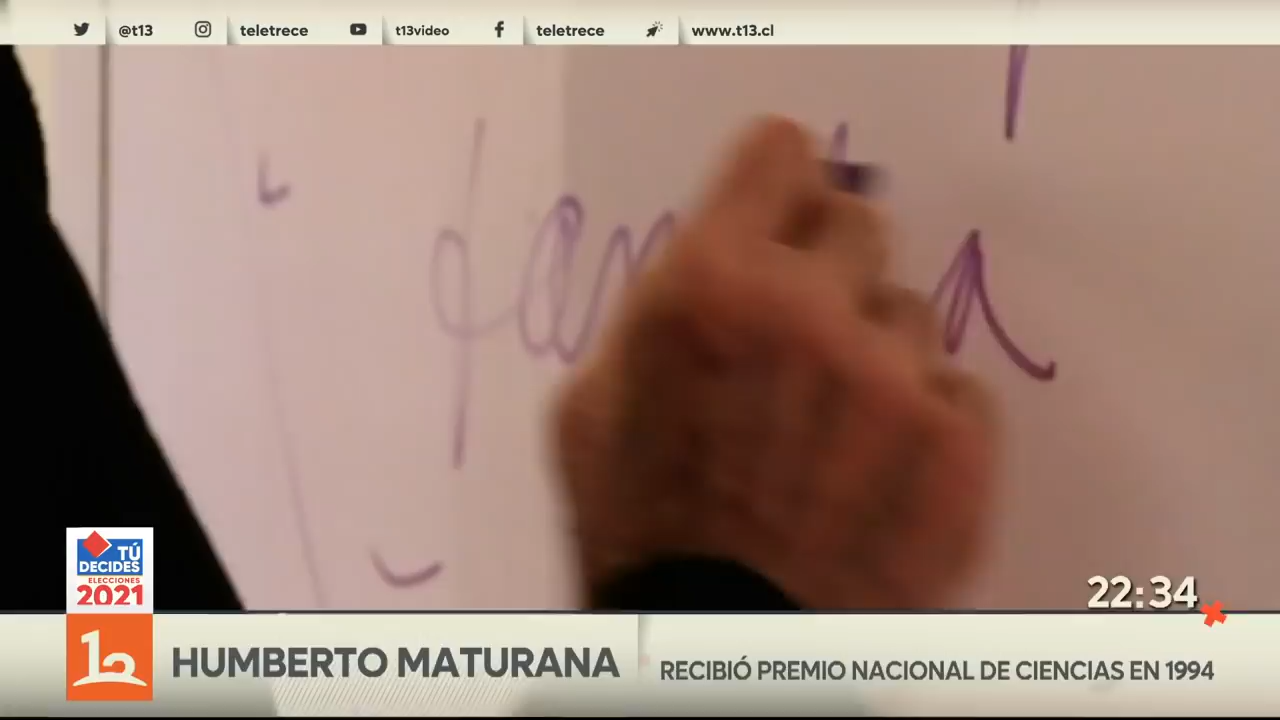 @t13 teletrece t13video teletrece www.t13.cl
TÚ
DECIDES
ELECCIONES
2021
22:34
13
HUMBERTO MATURANA
RECIBIÓ PREMIO NACIONAL DE CIENCIAS EN 1994